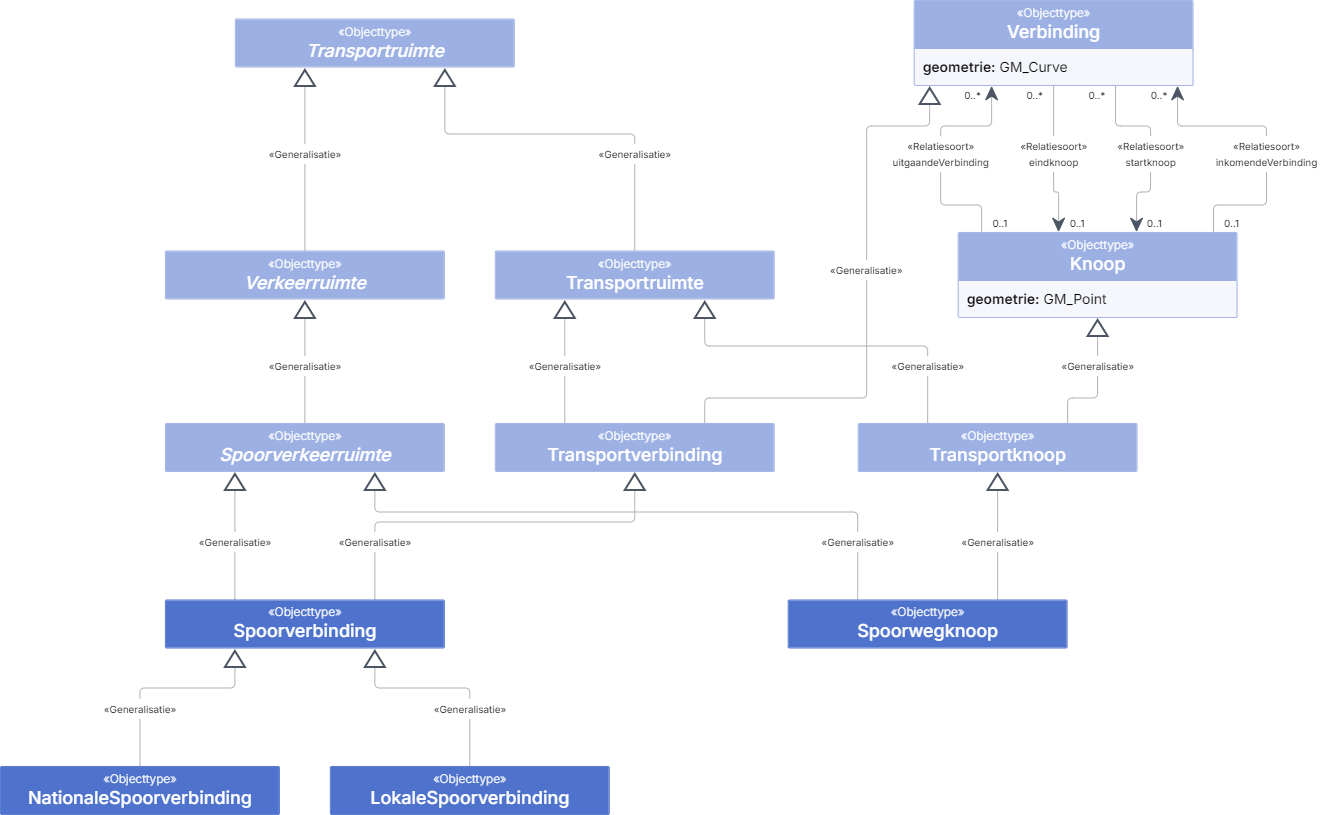 «Objecttype»
Transportruimte
«Objecttype»
Verbinding
geometrie: GM_Curve
0..*
0..*
0..*
0..*
«Generalisatie»
«Generalisatie»
«Relatiesoort»
uitgaandeVerbinding
«Relatiesoort»
eindknoop
«Relatiesoort»
startknoop
«Relatiesoort»
inkomendeVerbinding
0..1
0..1
0..1
0..1
«Objecttype»
Verkeerruimte
«Objecttype»
Transportruimte
«Generalisatie»
«Objecttype»
Knoop
geometrie: GM_Point
«Generalisatie»
«Generalisatie»
«Generalisatie»
«Generalisatie»
«Objecttype»
Spoorverkeerruimte
«Objecttype»
Transportverbinding
«Objecttype»
Transportknoop
«Generalisatie»
«Generalisatie»
«Generalisatie»
«Generalisatie»
«Objecttype»
Spoorverbinding
«Objecttype»
Spoorwegknoop
«Generalisatie»
«Generalisatie»
«Objecttype»
NationaleSpoorverbinding
«Objecttype»
LokaleSpoorverbinding